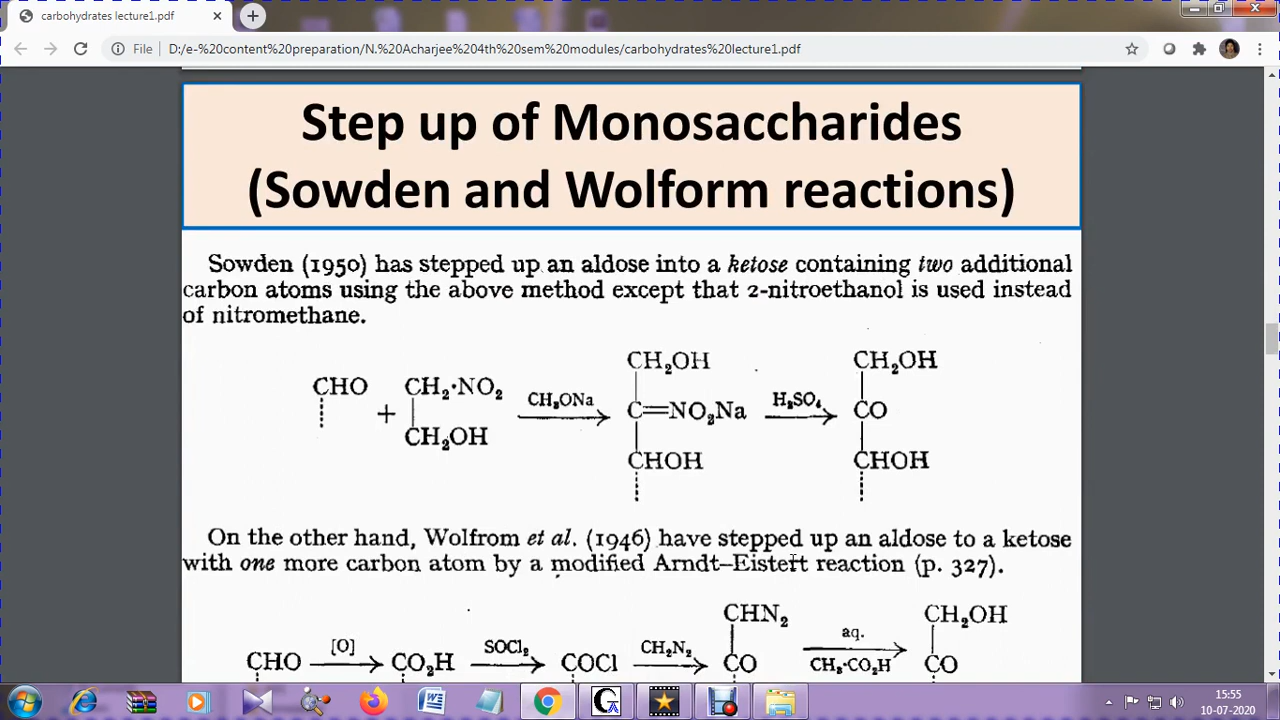 carbohydrates lecture1.pdf
File D:/e-%20content%20preparation/N.%20Acharjee%204th%20sem%20modules/carbohydrates%20lecture1.pdf
Step up of Monosaccharides
(Sowden and Wolform reactions)
Sowden (1950) has stepped up an aldose into a ketose containing two additional
carbon atoms using the above method except that 2-nitroethanol is used instead
of nitromethane.
CH₂OH CH₂OH
CHO + CH₂·NO₂ CH₃ONa C=NO₂Na H₂SO₄ CO
CH₂OH CHOH CHOH
On the other hand, Wolfrom et al. (1946) have stepped up an aldose to a ketose
with one more carbon atom by a modified Arndt–Eistert reaction (p. 327).
CHN₂ CH₂OH
CHO [O] CO₂H SOCl₂ COCl CH₂N₂ CO aq. CH₃·CO₂H CO
15:55
10-07-2020